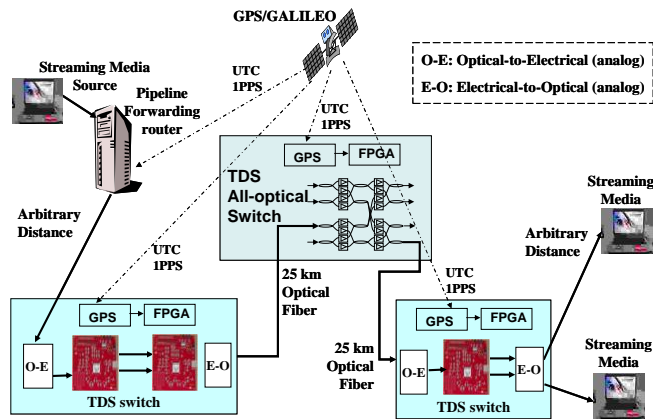 GPS/GALILEO
O-E: Optical-to-Electrical (analog)
E-O: Electrical-to-Optical (analog)
Streaming Media
Source
Pipeline
Forwarding
router
UTC
1PPS
UTC
1PPS
GPS
FPGA
TDS
All-optical
Switch
Streaming
Media
Arbitrary
Distance
Arbitrary
Distance
UTC
1PPS
UTC
1PPS
25 km
Optical
Fiber
GPS
FPGA
O-E
E-O
TDS switch
25 km
Optical
Fiber
GPS
FPGA
O-E
E-O
TDS switch
Streaming
Media